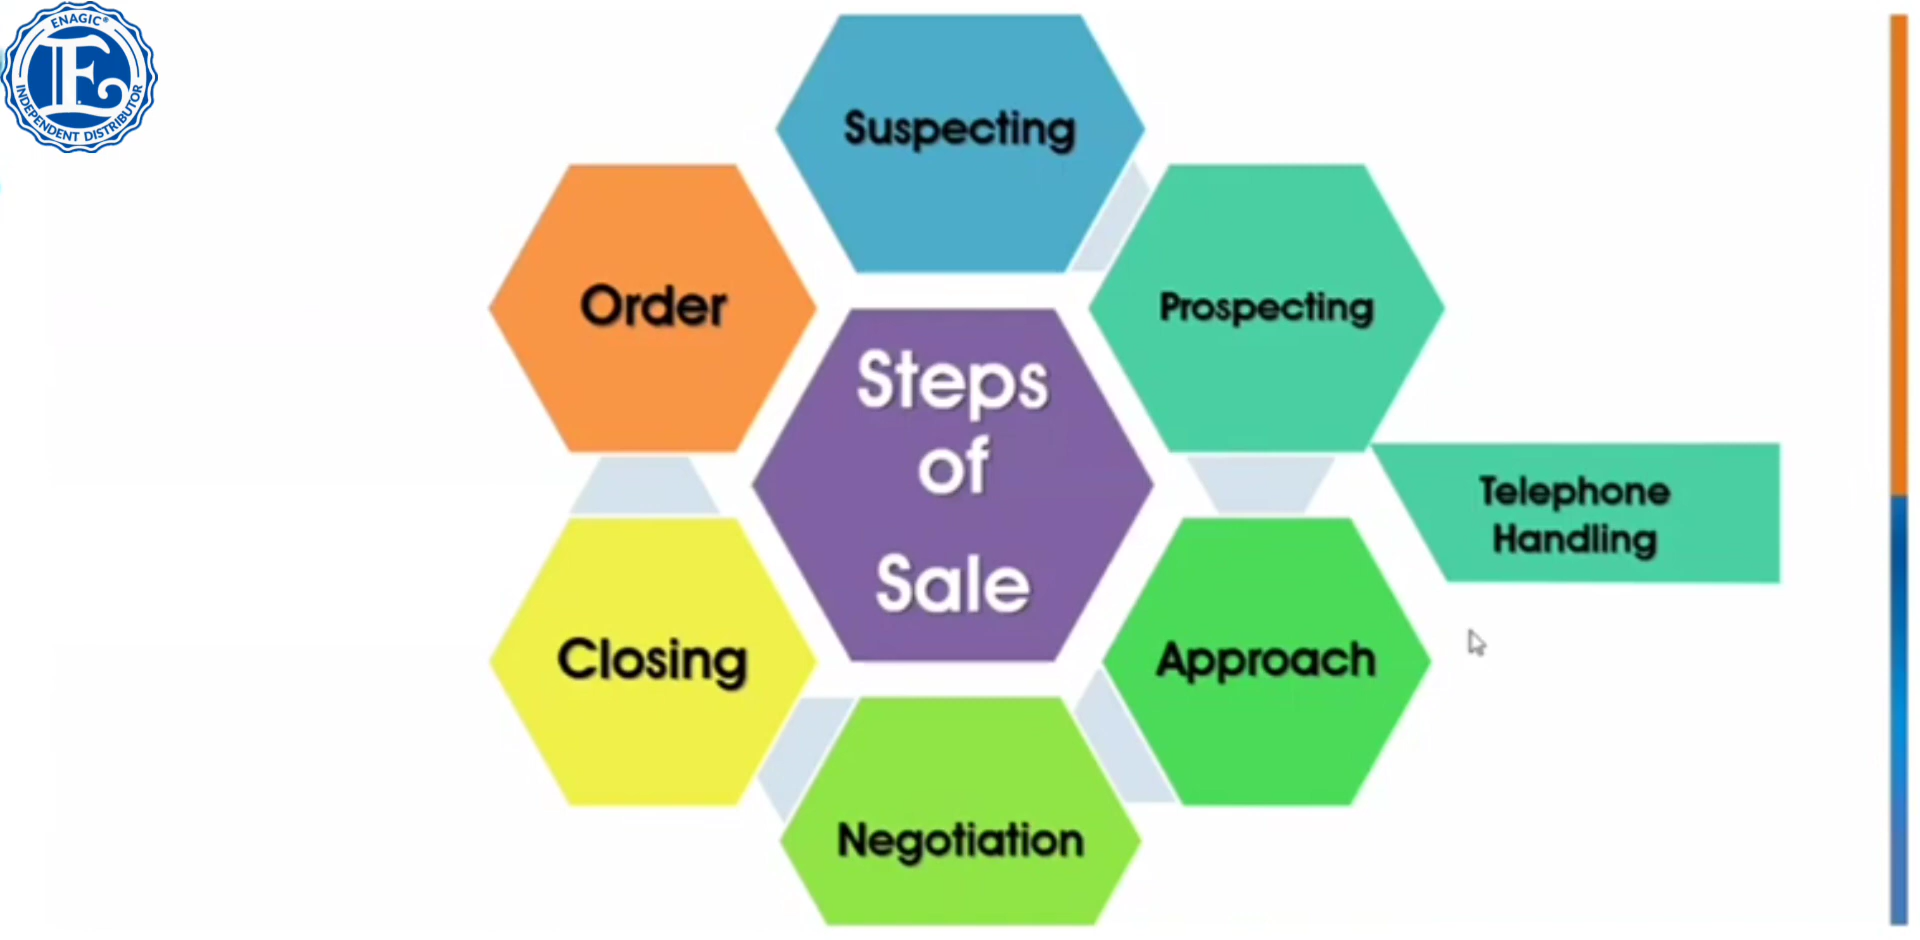 ENAGIC®
E
INDEPENDENT DISTRIBUTOR
Suspecting
Order
Prospecting
Steps
of
Sale
Telephone
Handling
Closing
Approach
Negotiation